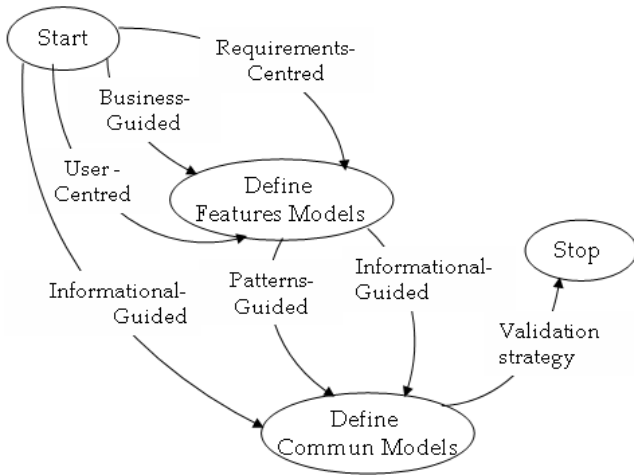 Start
Requirements-
Centred
Business-
Guided
User-
Centred
Define
Features Models
Stop
Informational-
Guided
Patterns-
Guided
Informational-
Guided
Validation
strategy
Define
Commun Models